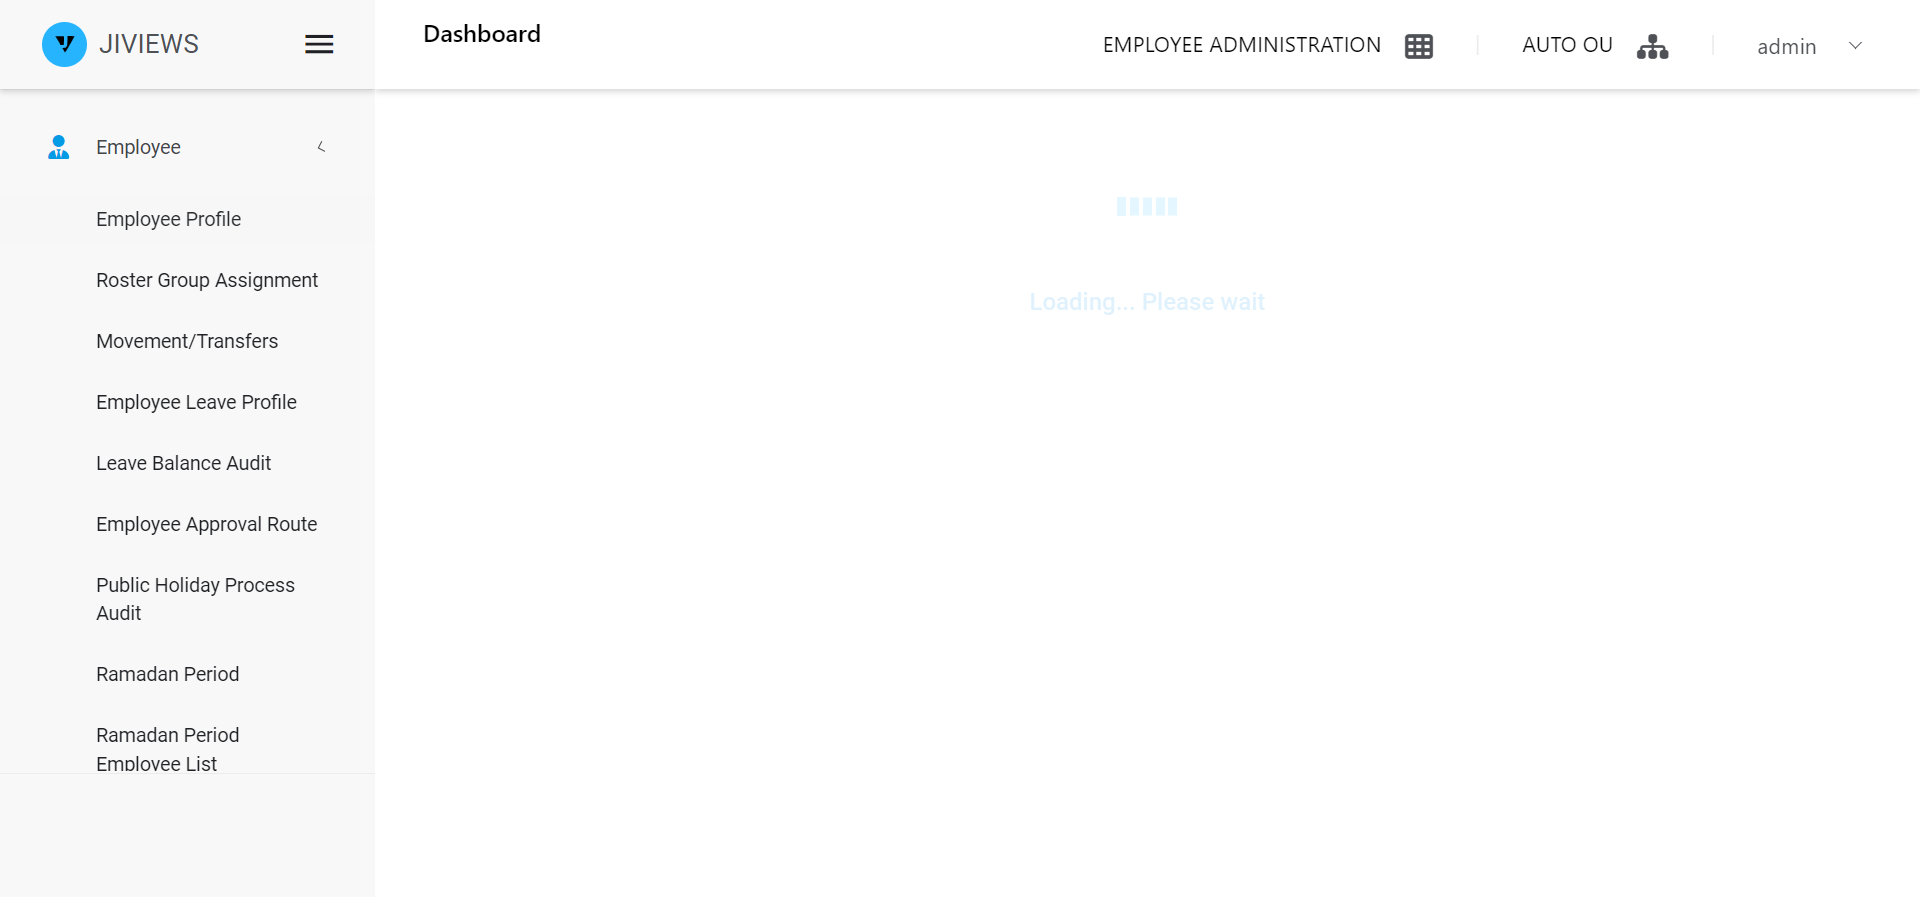 JIVIEWS
Dashboard
EMPLOYEE ADMINISTRATION
AUTO OU
admin
Employee
Employee Profile
Roster Group Assignment
Movement/Transfers
Employee Leave Profile
Leave Balance Audit
Employee Approval Route
Public Holiday Process
Audit
Ramadan Period
Ramadan Period
Employee List
Loading... Please wait